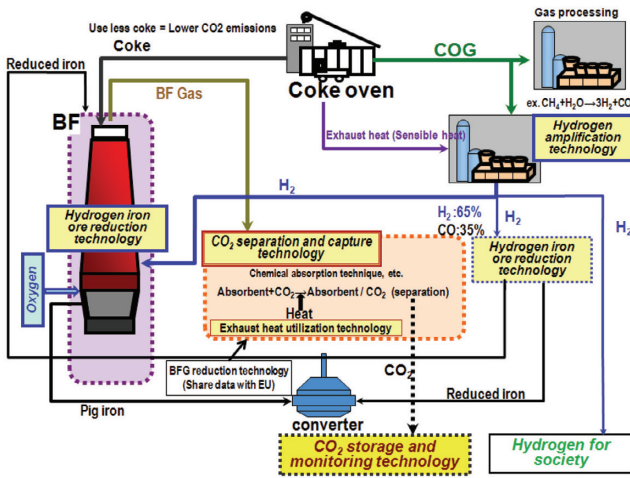 Use less coke = Lower CO2 emissions
Coke
Reduced iron
BF Gas
BF
Coke oven
COG
Gas processing
ex. CH₄+H₂O→3H₂+CO
Exhaust heat (Sensible heat)
Hydrogen
amplification
technology
H₂
H₂:65%
CO:35%
H₂
H₂
Hydrogen iron
ore reduction
technology
CO₂ separation and capture
technology
Hydrogen iron
ore reduction
technology
Oxygen
Chemical absorption technique, etc.
Absorbent+CO₂→Absorbent / CO₂ (separation)
Heat
Exhaust heat utilization technology
BFG reduction technology
(Share data with EU)
CO₂
Pig iron
Reduced iron
converter
CO₂ storage and
monitoring technology
Hydrogen for
society